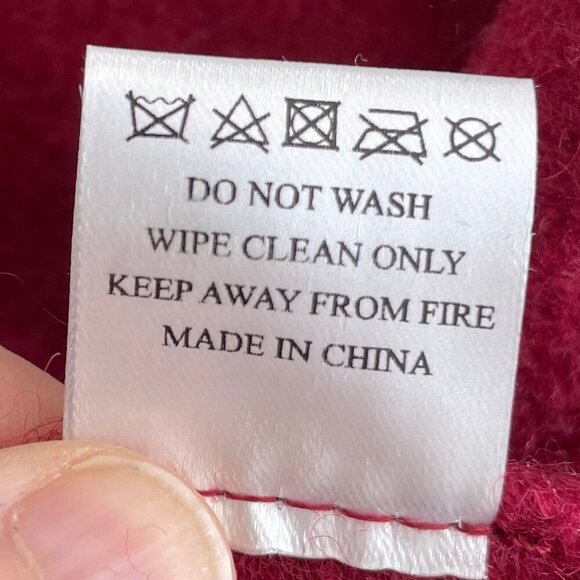 DO NOT WASH
WIPE CLEAN ONLY
KEEP AWAY FROM FIRE
MADE IN CHINA